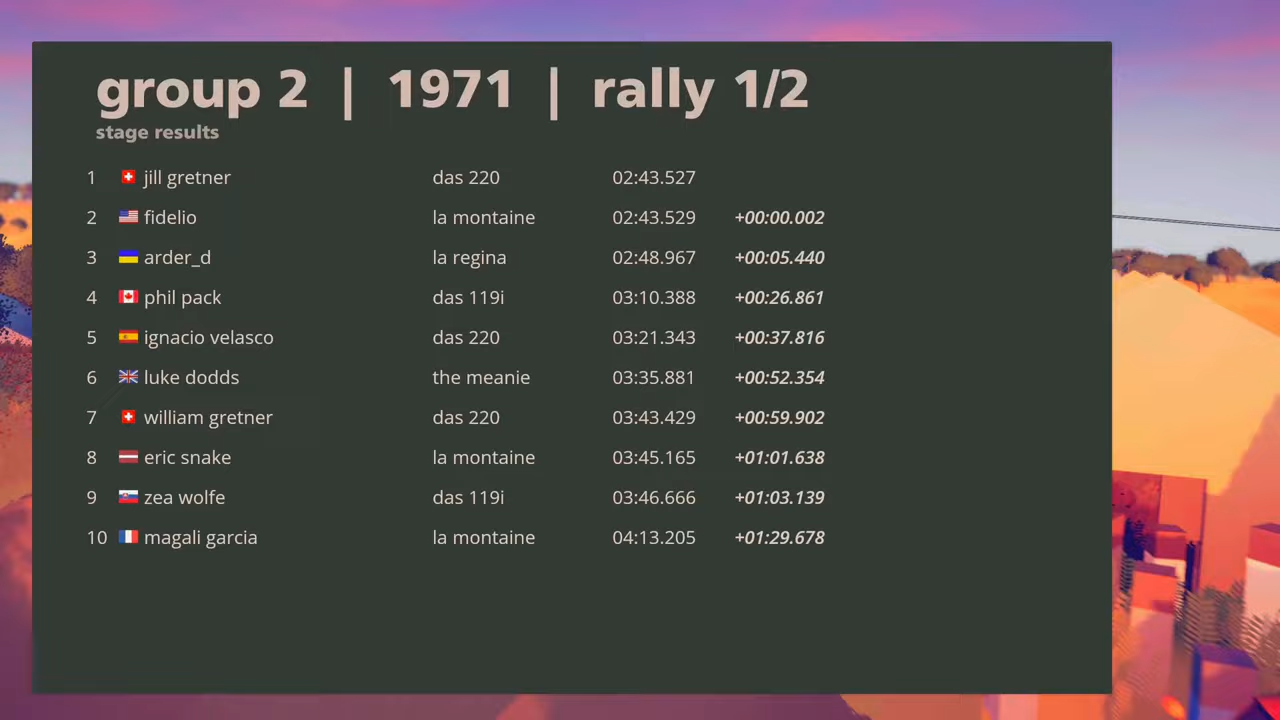 group 2 | 1971 | rally 1/2
stage results
1 jill gretner das 220 02:43.527
2 fidelio la montaine 02:43.529 +00:00.002
3 arder_d la regina 02:48.967 +00:05.440
4 phil pack das 119i 03:10.388 +00:26.861
5 ignacio velasco das 220 03:21.343 +00:37.816
6 luke dodds the meanie 03:35.881 +00:52.354
7 william gretner das 220 03:43.429 +00:59.902
8 eric snake la montaine 03:45.165 +01:01.638
9 zea wolfe das 119i 03:46.666 +01:03.139
10 magali garcia la montaine 04:13.205 +01:29.678